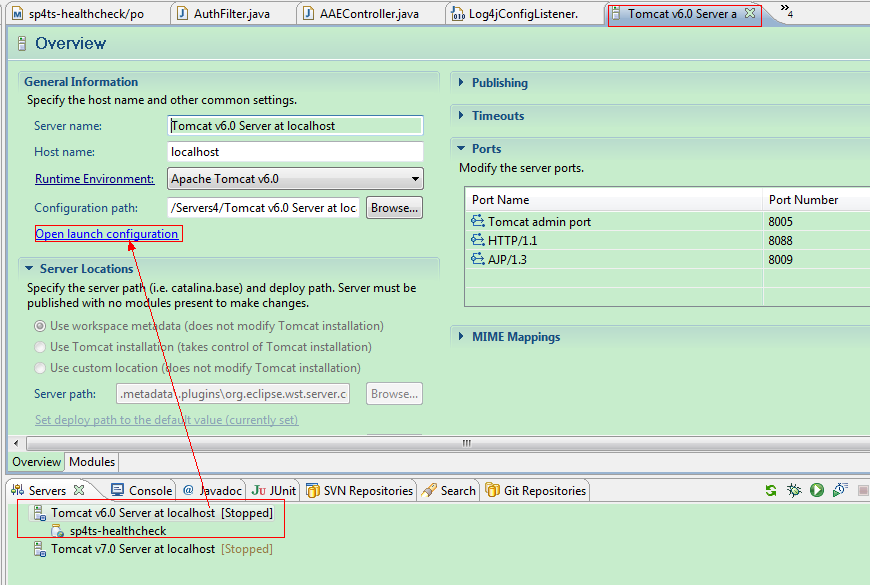 sp4ts-healthcheck/po
AuthFilter.java
AAEController.java
Log4jConfigListener.
Tomcat v6.0 Server a
»4
Overview
General Information
Specify the host name and other common settings.
Server name:
Tomcat v6.0 Server at localhost
Host name:
localhost
Runtime Environment:
Apache Tomcat v6.0
Configuration path:
/Servers4/Tomcat v6.0 Server at loc
Browse...
Open launch configuration
Server Locations
Specify the server path (i.e. catalina.base) and deploy path. Server must be
published with no modules present to make changes.
Use workspace metadata (does not modify Tomcat installation)
Use Tomcat installation (takes control of Tomcat installation)
Use custom location (does not modify Tomcat installation)
Server path:
.metadata\.plugins\org.eclipse.wst.server.c
Browse...
Set deploy path to the default value (currently set)
Publishing
Timeouts
Ports
Modify the server ports.
Port Name Port Number
Tomcat admin port 8005
HTTP/1.1 8088
AJP/1.3 8009
MIME Mappings
Overview Modules
Servers
Console
@ Javadoc
JUnit
SVN Repositories
Search
Git Repositories
Tomcat v6.0 Server at localhost [Stopped]
sp4ts-healthcheck
Tomcat v7.0 Server at localhost [Stopped]